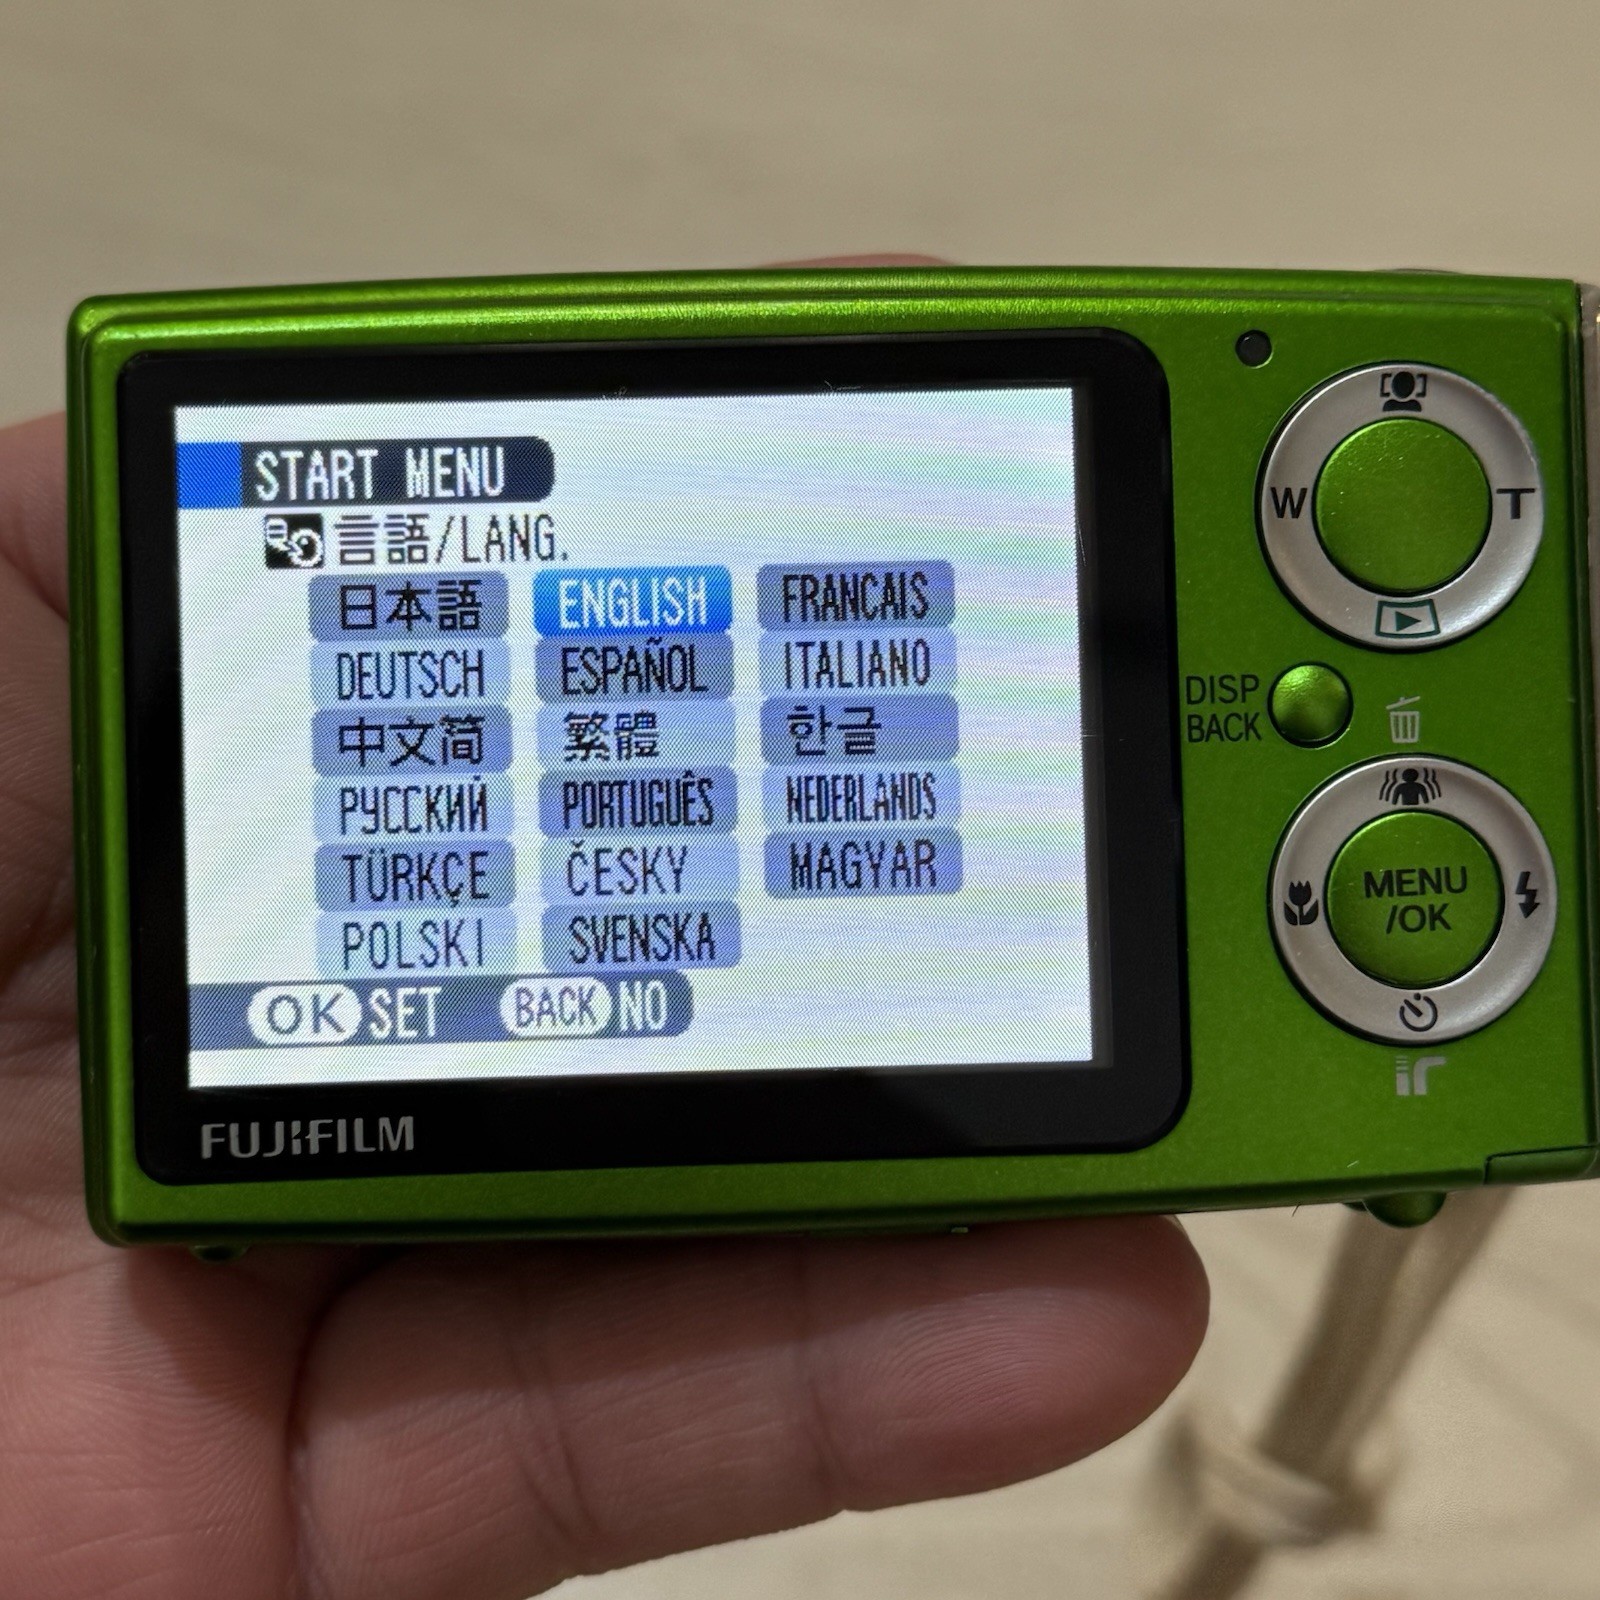 START MENU
言語/LANG.
日本語 ENGLISH FRANCAIS
DEUTSCH ESPAÑOL ITALIANO
中文简 繁體 한글
РУССКИЙ PORTUGUÊS NEDERLANDS
TÜRKÇE ČESKY MAGYAR
POLSKI SVENSKA
OK SET BACK NO
FUJIFILM
W T
DISP
BACK
MENU
/OK